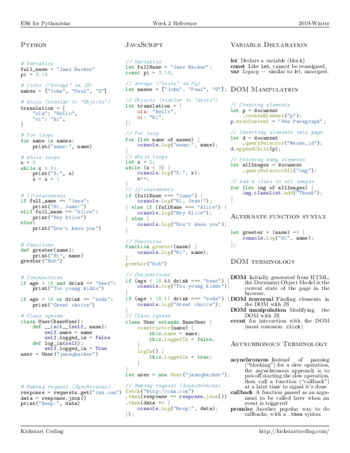 ES6 for Pythonistas
Week 2 Reference
2019-Winter
PYTHON
# Variables
full_name = "Jane Hacker"
pi = 3.14
# Lists ("Arrays" in JS)
names = ["John", "Paul", "G"]
# dicts (similar to "Objects")
translation = {
"ola": "Hello",
"oi": "Hi",
}
# For loops
for name in names:
print("name:", name)
# While loops
x = 0
while x < 3:
print("X:", x)
x = x + 1
# If-statements
if full_name == "Jane":
print("Hi, Jane!")
elif full_name == "Alice":
print("Hey Alice")
else:
print("Don't know you")
# Functions
def greeter(name):
print("Hi", name)
greeter("Bob")
# Conjunctions
if age < 18 and drink == "beer":
print("Too young kiddo")
if age > 18 or drink == "soda":
print("Great choice")
# Class syntax
class User(BaseUser):
def __init__(self, name):
self.name = name
self.logged_in = False
def log_in(self):
self.logged_in = True
user = User("janeqhacker")
# Making request (Synchronous)
response = requests.get("cnn.com")
data = response.json()
print("Resp:", data)
JAVASCRIPT
// Variables
let fullName = "Jane Hacker";
const pi = 3.14;
// Arrays ("Lists" in Py)
let names = ["John", "Paul", "G"];
// Objects (similar to "dicts")
let translation = {
ola: "Hello",
oi: "Hi",
};
// For loop
for (let name of names) {
console.log("name:", name);
}
// While loops
let x = 0;
while (x < 3) {
console.log("X:", x);
x++;
}
// If-statements
if (fullName === "Jane") {
console.log("Hi, Jane!");
} else if (fullName === "Alice") {
console.log("Hey Alice");
} else {
console.log("Don't know you");
}
// Functions
function greeter(name) {
console.log("Hi", name);
}
greeter("Bob")
// Conjunctions
if (age < 18 && drink === "beer") {
console.log("Too young kiddo");
}
if (age > 18 || drink === "soda") {
console.log("Great choice");
}
// Class syntax
class User extends BaseUser {
constructor(name) {
this.name = name;
this.loggedIn = false;
}
logIn() {
this.loggedIn = true;
}
}
let user = new User("janeqhacker");
// Making request (Asynchronous)
fetch("http://cnn.com")
.then(response => response.json())
.then(data => {
console.log("Resp:", data);
});
VARIABLE DECLARATION
let Declare a variable (block)
const Like let, cannot be reassigned.
var Legacy — similar to let, unscoped.
DOM MANIPULATION
// Creating elements
let p = document
.createElement("p");
p.textContent = "New Paragraph";
// Inserting elements into page
let d = document
.querySelector("#some_id");
d.appendChild(p);
// Fetching many elements
let allImages = document
.querySelectorAll("img");
// Add a class to all images
for (let img of allImages) {
img.classList.add("Thumb");
}
ALTERNATE FUNCTION SYNTAX
let greeter = (name) => {
console.log("Hi", name);
};
DOM TERMINOLOGY
DOM Initially generated from HTML,
the Document Object Model is the
current state of the page in the
browser.
DOM traversal Finding elements in
the DOM with JS
DOM manipulation Modifying the
DOM with JS
event An interaction with the DOM
(most common: click)
ASYNCHRONOUS TERMINOLOGY
asynchronous Instead of passing
("blocking") for a slow operation,
the asynchronous approach is to
put-off starting the slow operation,
then call a function ("callback")
at a later time to signal it's done
callback A function passed as an argu-
ment to be called later when an
event is triggered
promise Another popular way to do
callbacks, with a .then syntax
Kickstart Coding
http://kickstartcoding.com/